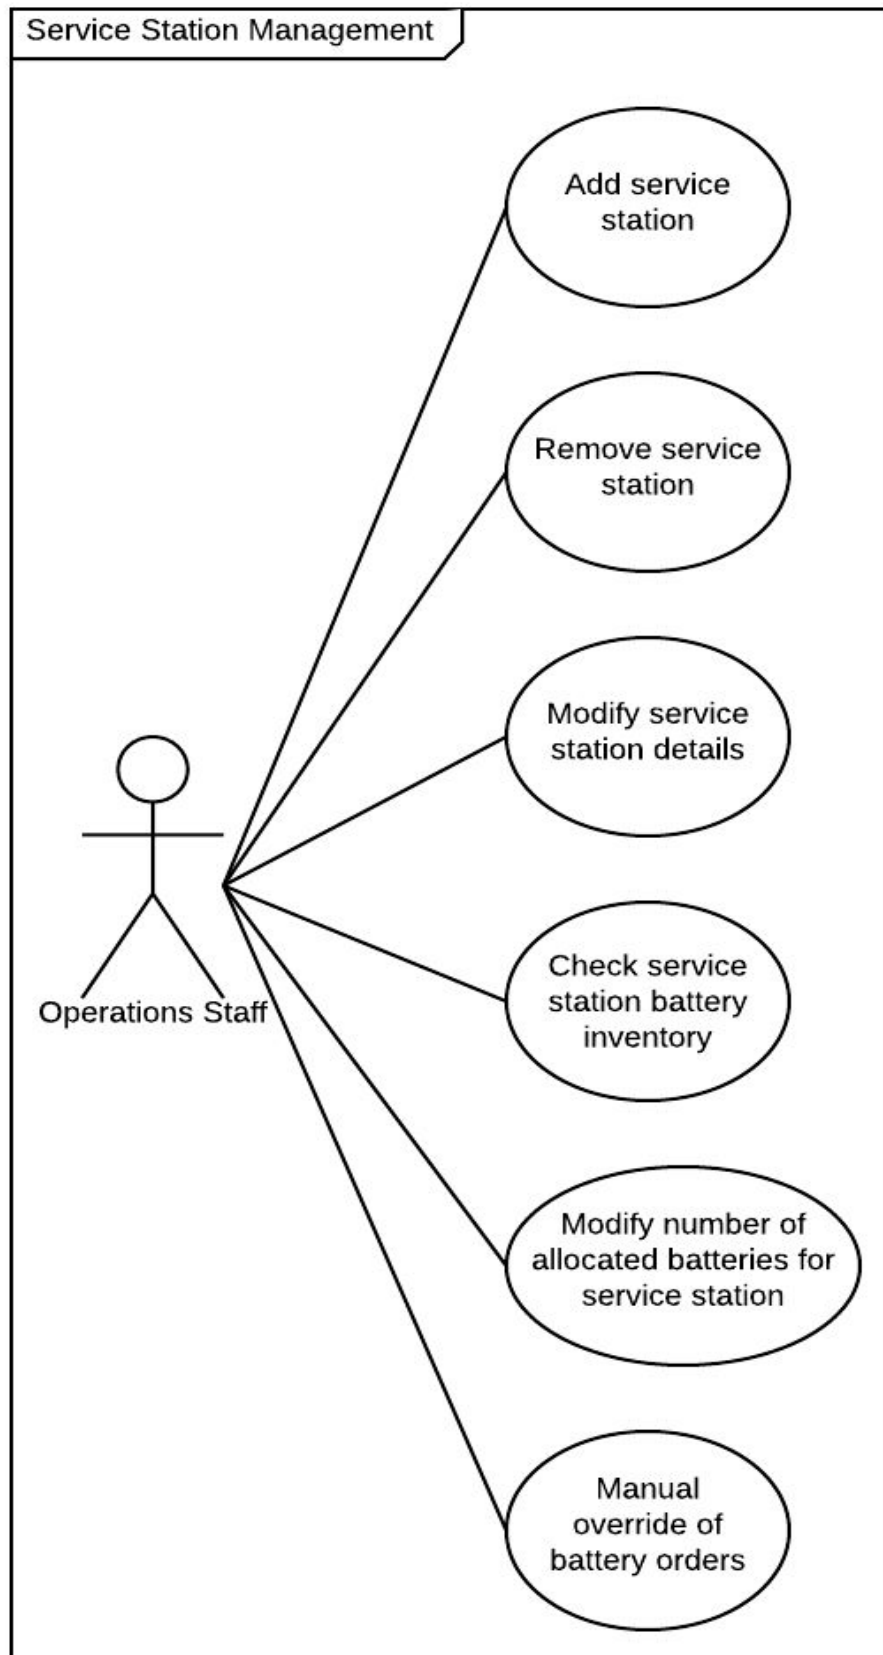 Service Station Management
Add service
station
Remove service
station
Modify service
station details
Operations Staff
Check service
station battery
inventory
Modify number of
allocated batteries for
service station
Manual
override of
battery orders